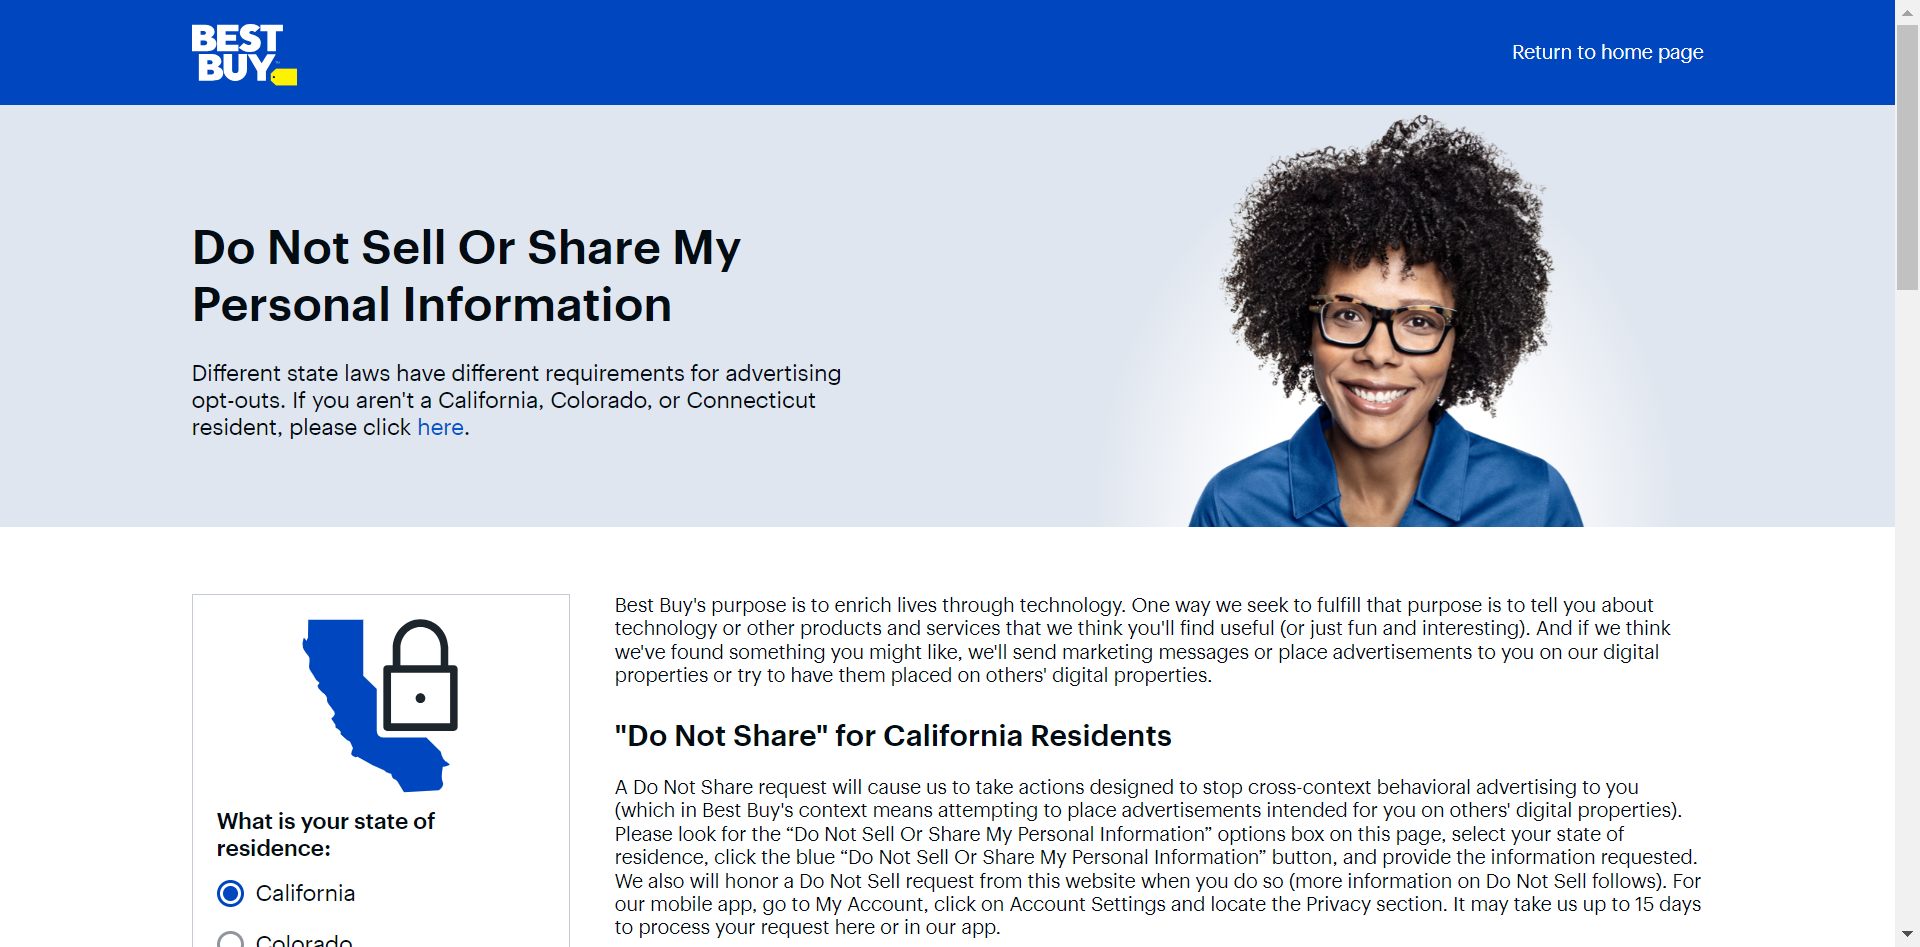 BEST
BUY
Return to home page
Do Not Sell Or Share My
Personal Information
Different state laws have different requirements for advertising
opt-outs. If you aren't a California, Colorado, or Connecticut
resident, please click here.
What is your state of
residence:
California
Colorado
Best Buy's purpose is to enrich lives through technology. One way we seek to fulfill that purpose is to tell you about
technology or other products and services that we think you'll find useful (or just fun and interesting). And if we think
we've found something you might like, we'll send marketing messages or place advertisements to you on our digital
properties or try to have them placed on others' digital properties.
"Do Not Share" for California Residents
A Do Not Share request will cause us to take actions designed to stop cross-context behavioral advertising to you
(which in Best Buy's context means attempting to place advertisements intended for you on others' digital properties).
Please look for the “Do Not Sell Or Share My Personal Information” options box on this page, select your state of
residence, click the blue “Do Not Sell Or Share My Personal Information” button, and provide the information requested.
We also will honor a Do Not Sell request from this website when you do so (more information on Do Not Sell follows). For
our mobile app, go to My Account, click on Account Settings and locate the Privacy section. It may take us up to 15 days
to process your request here or in our app.